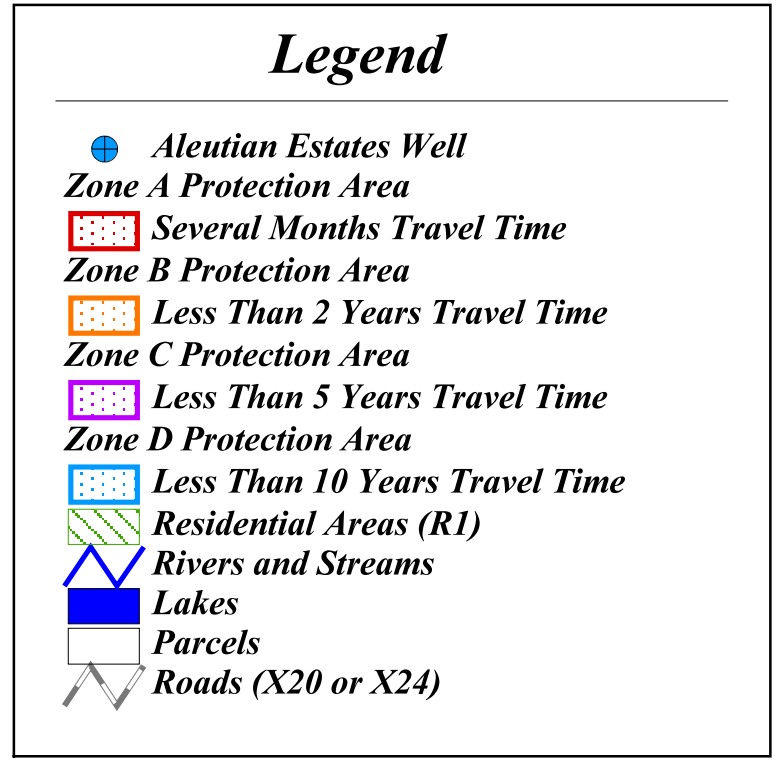 Legend
Aleutian Estates Well
Zone A Protection Area
Several Months Travel Time
Zone B Protection Area
Less Than 2 Years Travel Time
Zone C Protection Area
Less Than 5 Years Travel Time
Zone D Protection Area
Less Than 10 Years Travel Time
Residential Areas (R1)
Rivers and Streams
Lakes
Parcels
Roads (X20 or X24)